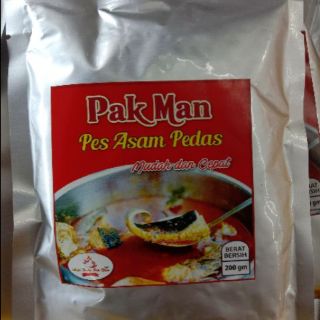 Pak Man
Pes Asam Pedas
Mudah dan Cepat
BERAT
BERSIH
200 gm